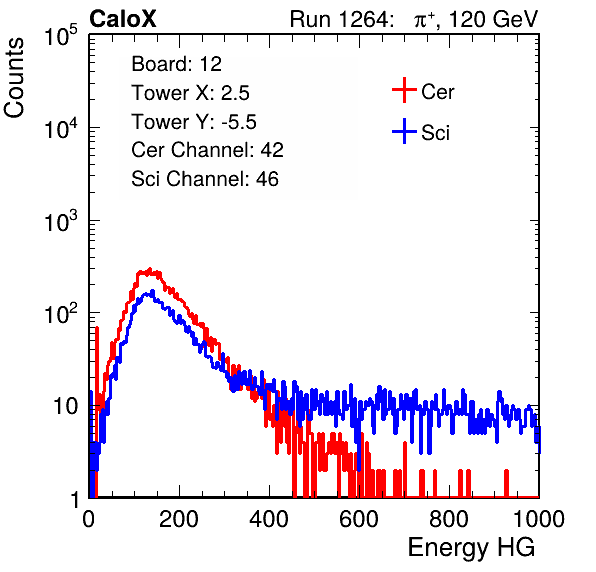 CaloX Run 1264: π⁺, 120 GeV
Board: 12
Tower X: 2.5
Tower Y: -5.5
Cer Channel: 42
Sci Channel: 46
Cer
Sci
Counts
10⁵
10⁴
10³
10²
10
1
0 200 400 600 800 1000
Energy HG